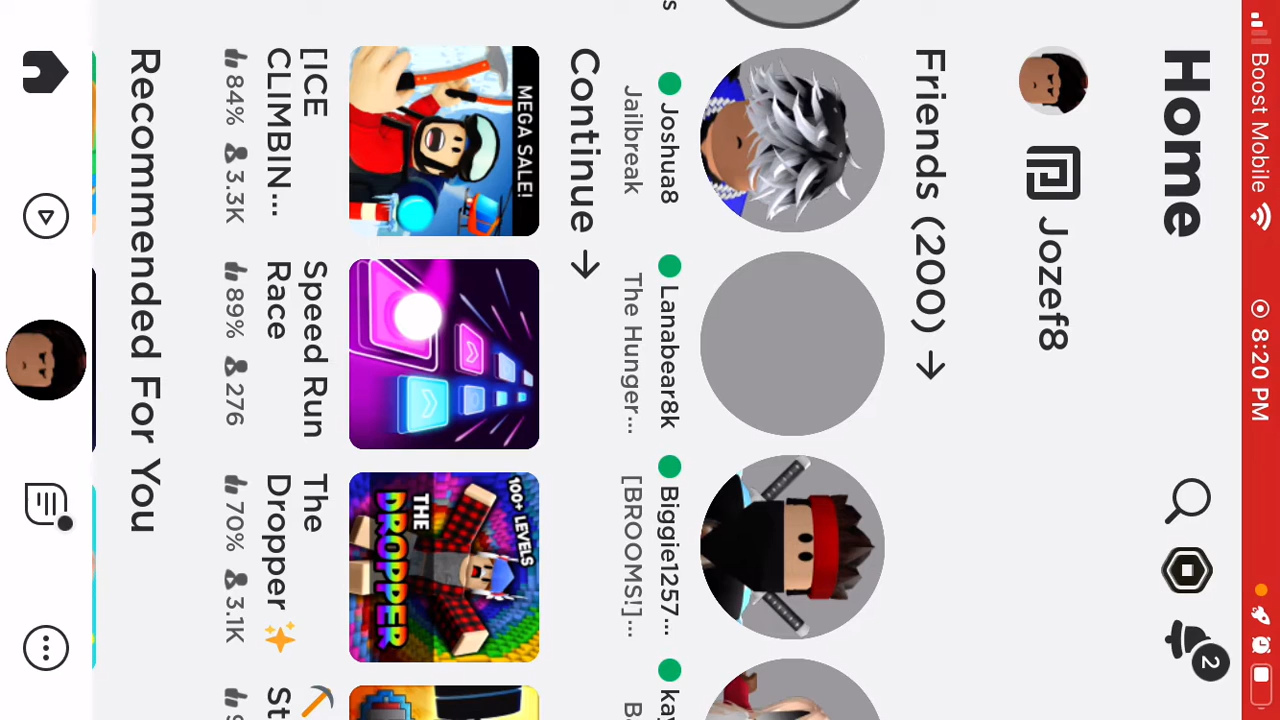 Boost Mobile 8:20 PM
Home
2
Jozef8
Friends (200) →
Joshua8
Jailbreak
Lanabear8k
The Hunger...
Biggie1257...
[BROOMS!]...
kay
Continue →
MEGA SALE!
[ICE
CLIMBIN...
84% 3.3K
Speed Run
Race
89% 276
100+ LEVELS
THE
DROPPER
The
Dropper ✨
70% 3.1K
⛏ St
Recommended For You